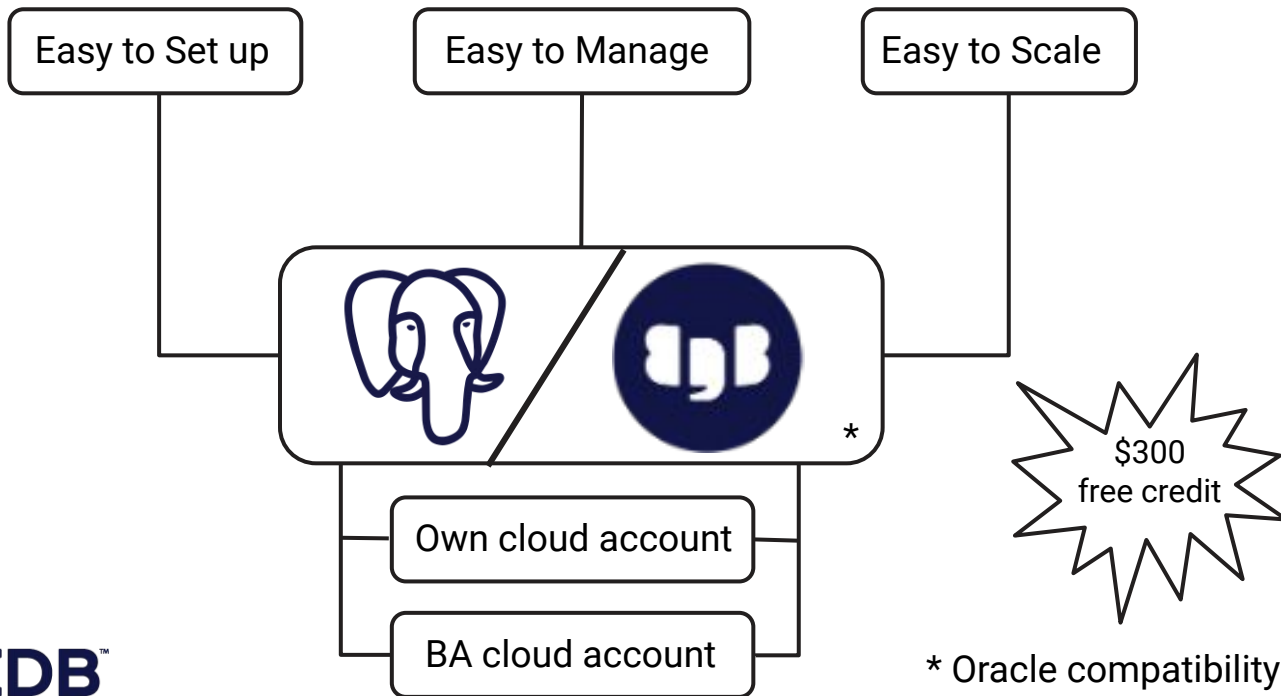 Easy to Set up
Easy to Manage
Easy to Scale
*
$300
free credit
Own cloud account
BA cloud account
EDB™
* Oracle compatibility